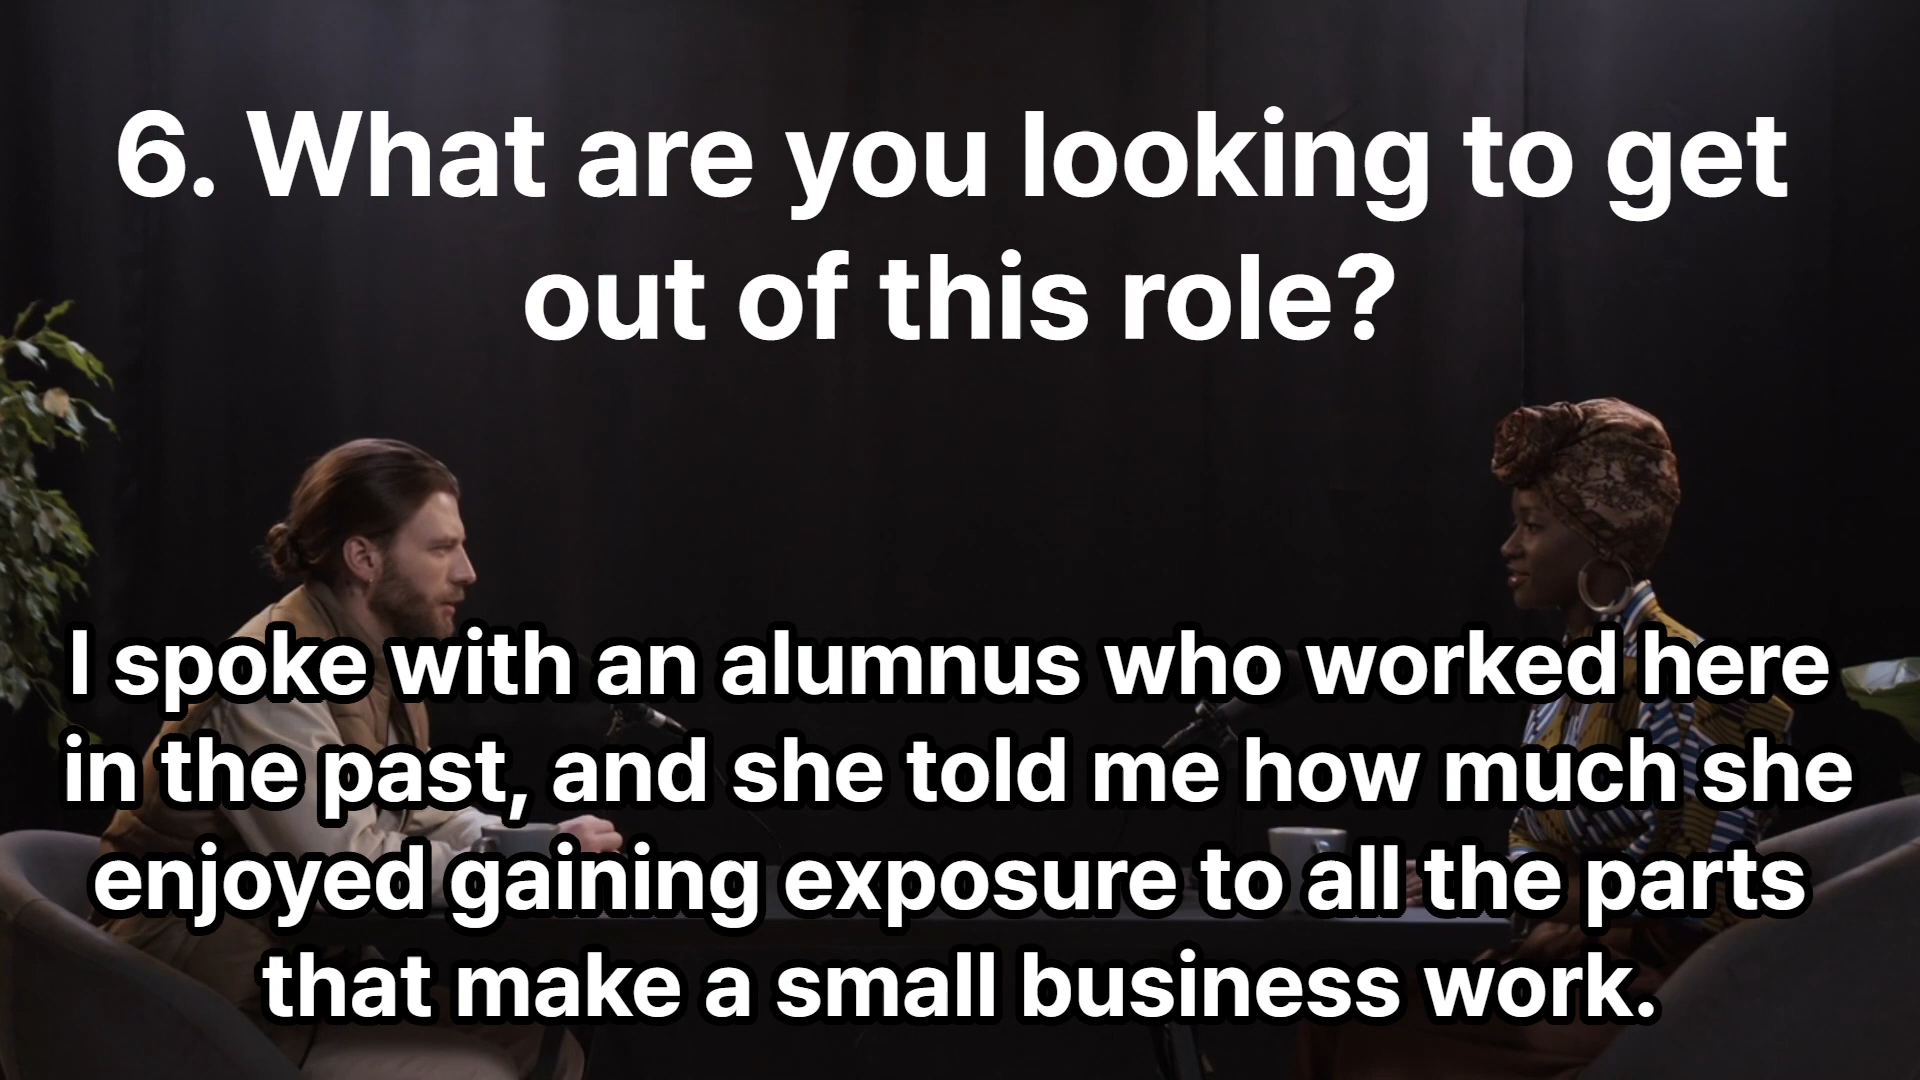 6. What are you looking to get
out of this role?
I spoke with an alumnus who worked here
in the past, and she told me how much she
enjoyed gaining exposure to all the parts
that make a small business work.